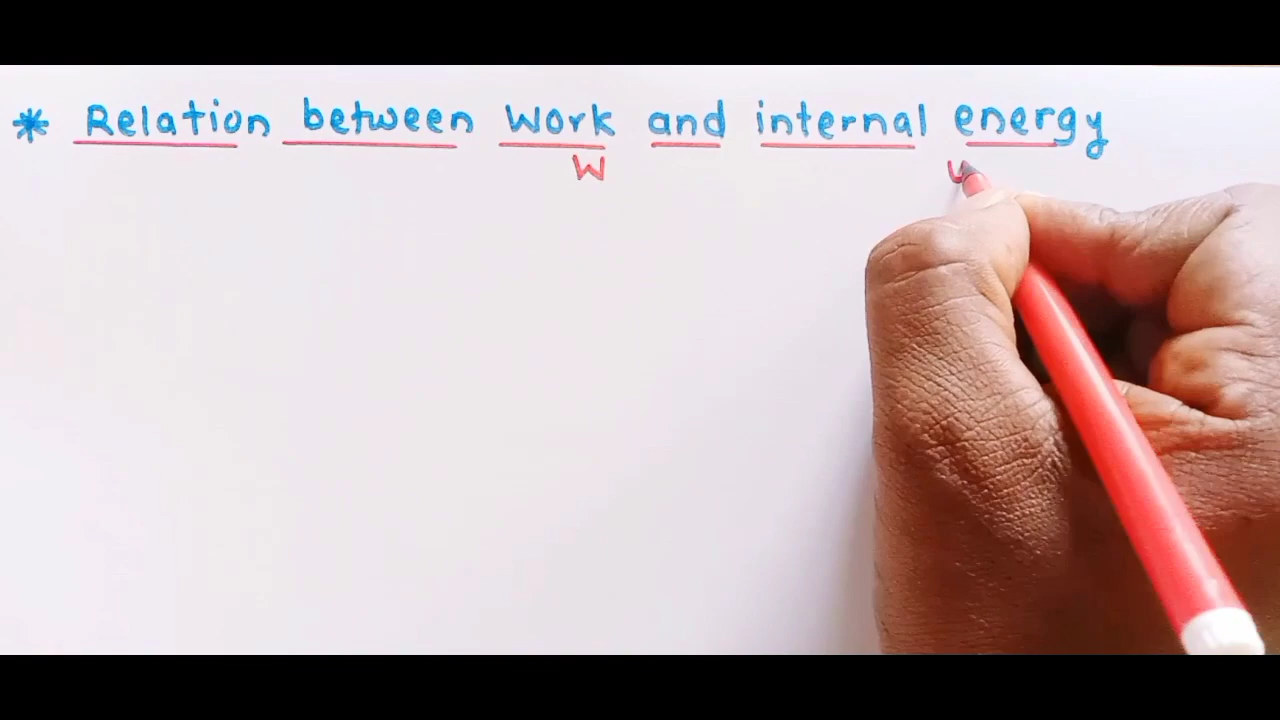 * Relation between Work and internal energy
W u